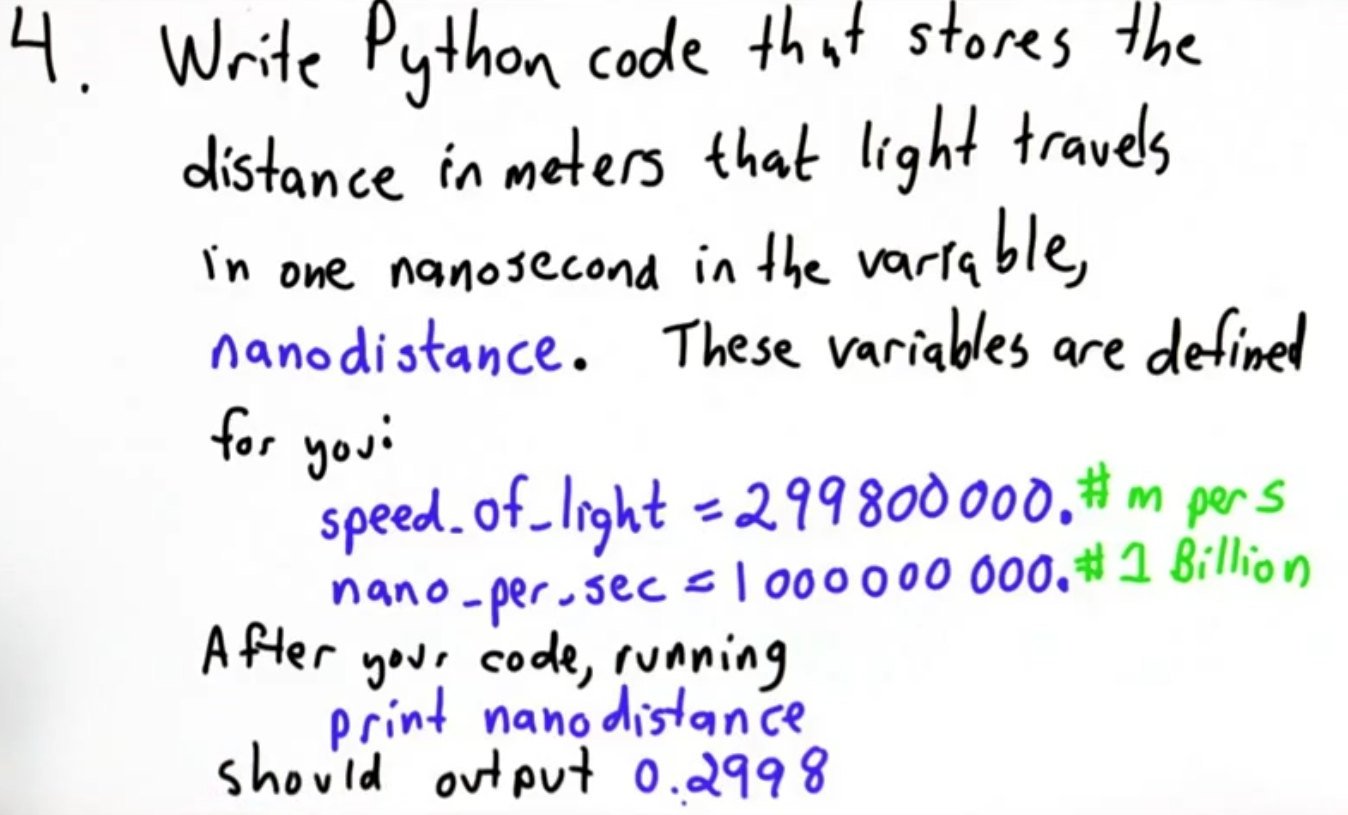 4. Write Python code that stores the
distance in meters that light travels
in one nanosecond in the variable,
nanodistance. These variables are defined
for you:
speed_of_light = 299800000. # m per s
nano_per_sec = 1000000000. # 1 Billion
After your code, running
print nanodistance
should output 0.2998